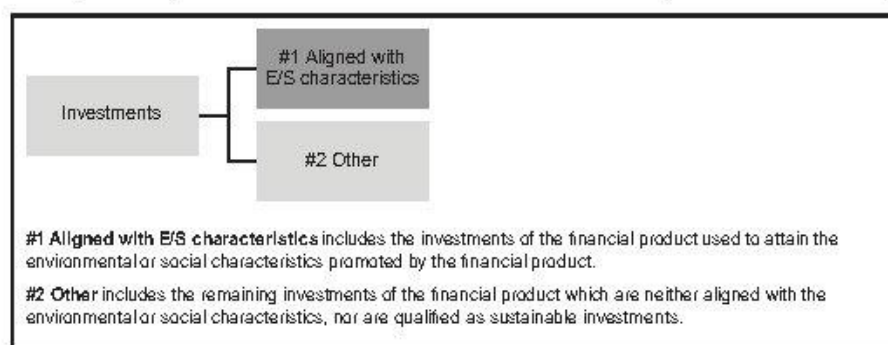 #1 Aligned with
E/S characteristics
Investments
#2 Other
#1 Aligned with E/S characteristics includes the investments of the financial product used to attain the
environmental or social characteristics promoted by the financial product.
#2 Other includes the remaining investments of the financial product which are neither aligned with the
environmental or social characteristics, nor are qualified as sustainable investments.